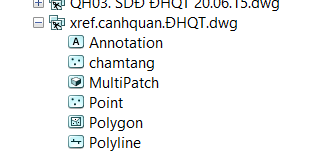 QH03. SDĐ ĐHQT 20.06.15.dwg
xref.canhquan.ĐHQT.dwg
Annotation
chamtang
MultiPatch
Point
Polygon
Polyline